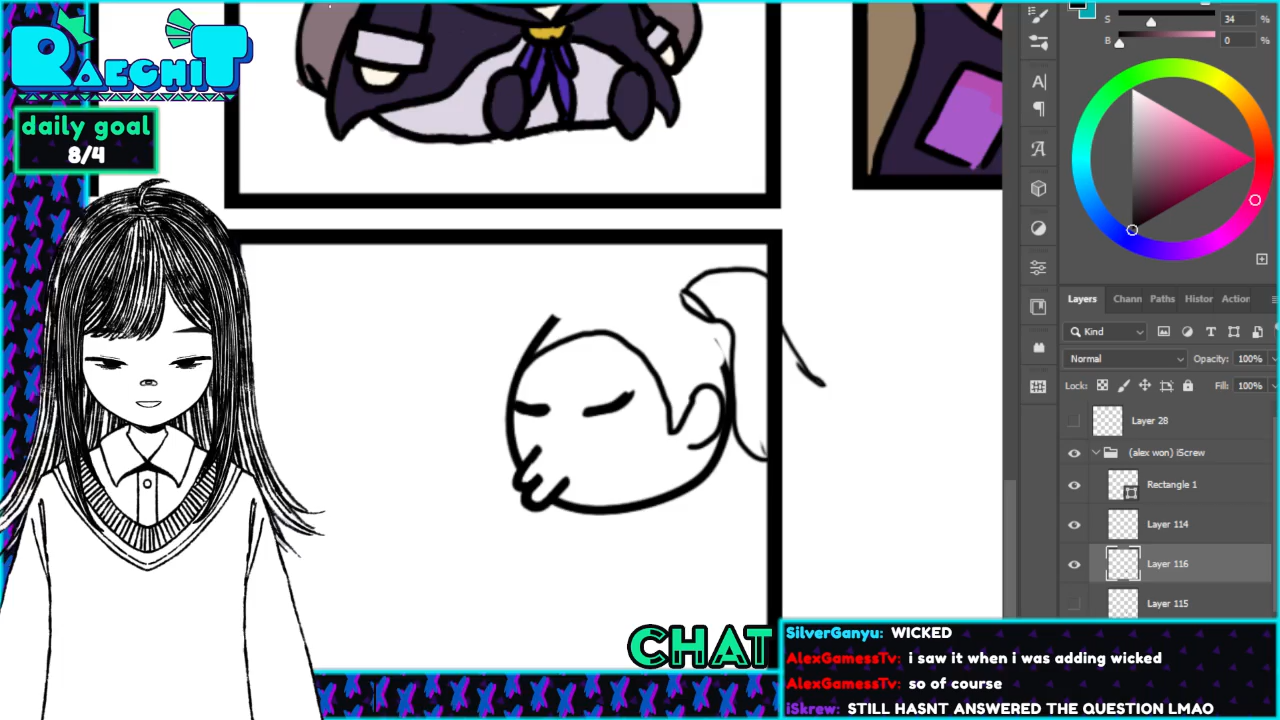 RAECHIT
daily goal
8/4
S 34 %
B 0 %
Layers Chann Paths Histor Action
Kind
Normal Opacity: 100%
Lock: Fill: 100%
Layer 28
(alex won) iScrew
Rectangle 1
Layer 114
Layer 116
Layer 115
CHAT
SilverGanyu: WICKED
AlexGamessTv: i saw it when i was adding wicked
AlexGamessTv: so of course
iSkrew: STILL HASNT ANSWERED THE QUESTION LMAO